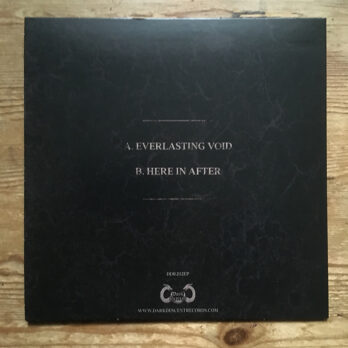 A. EVERLASTING VOID
B. HERE IN AFTER
WWW.DARKDESCENTRECORDS.COM